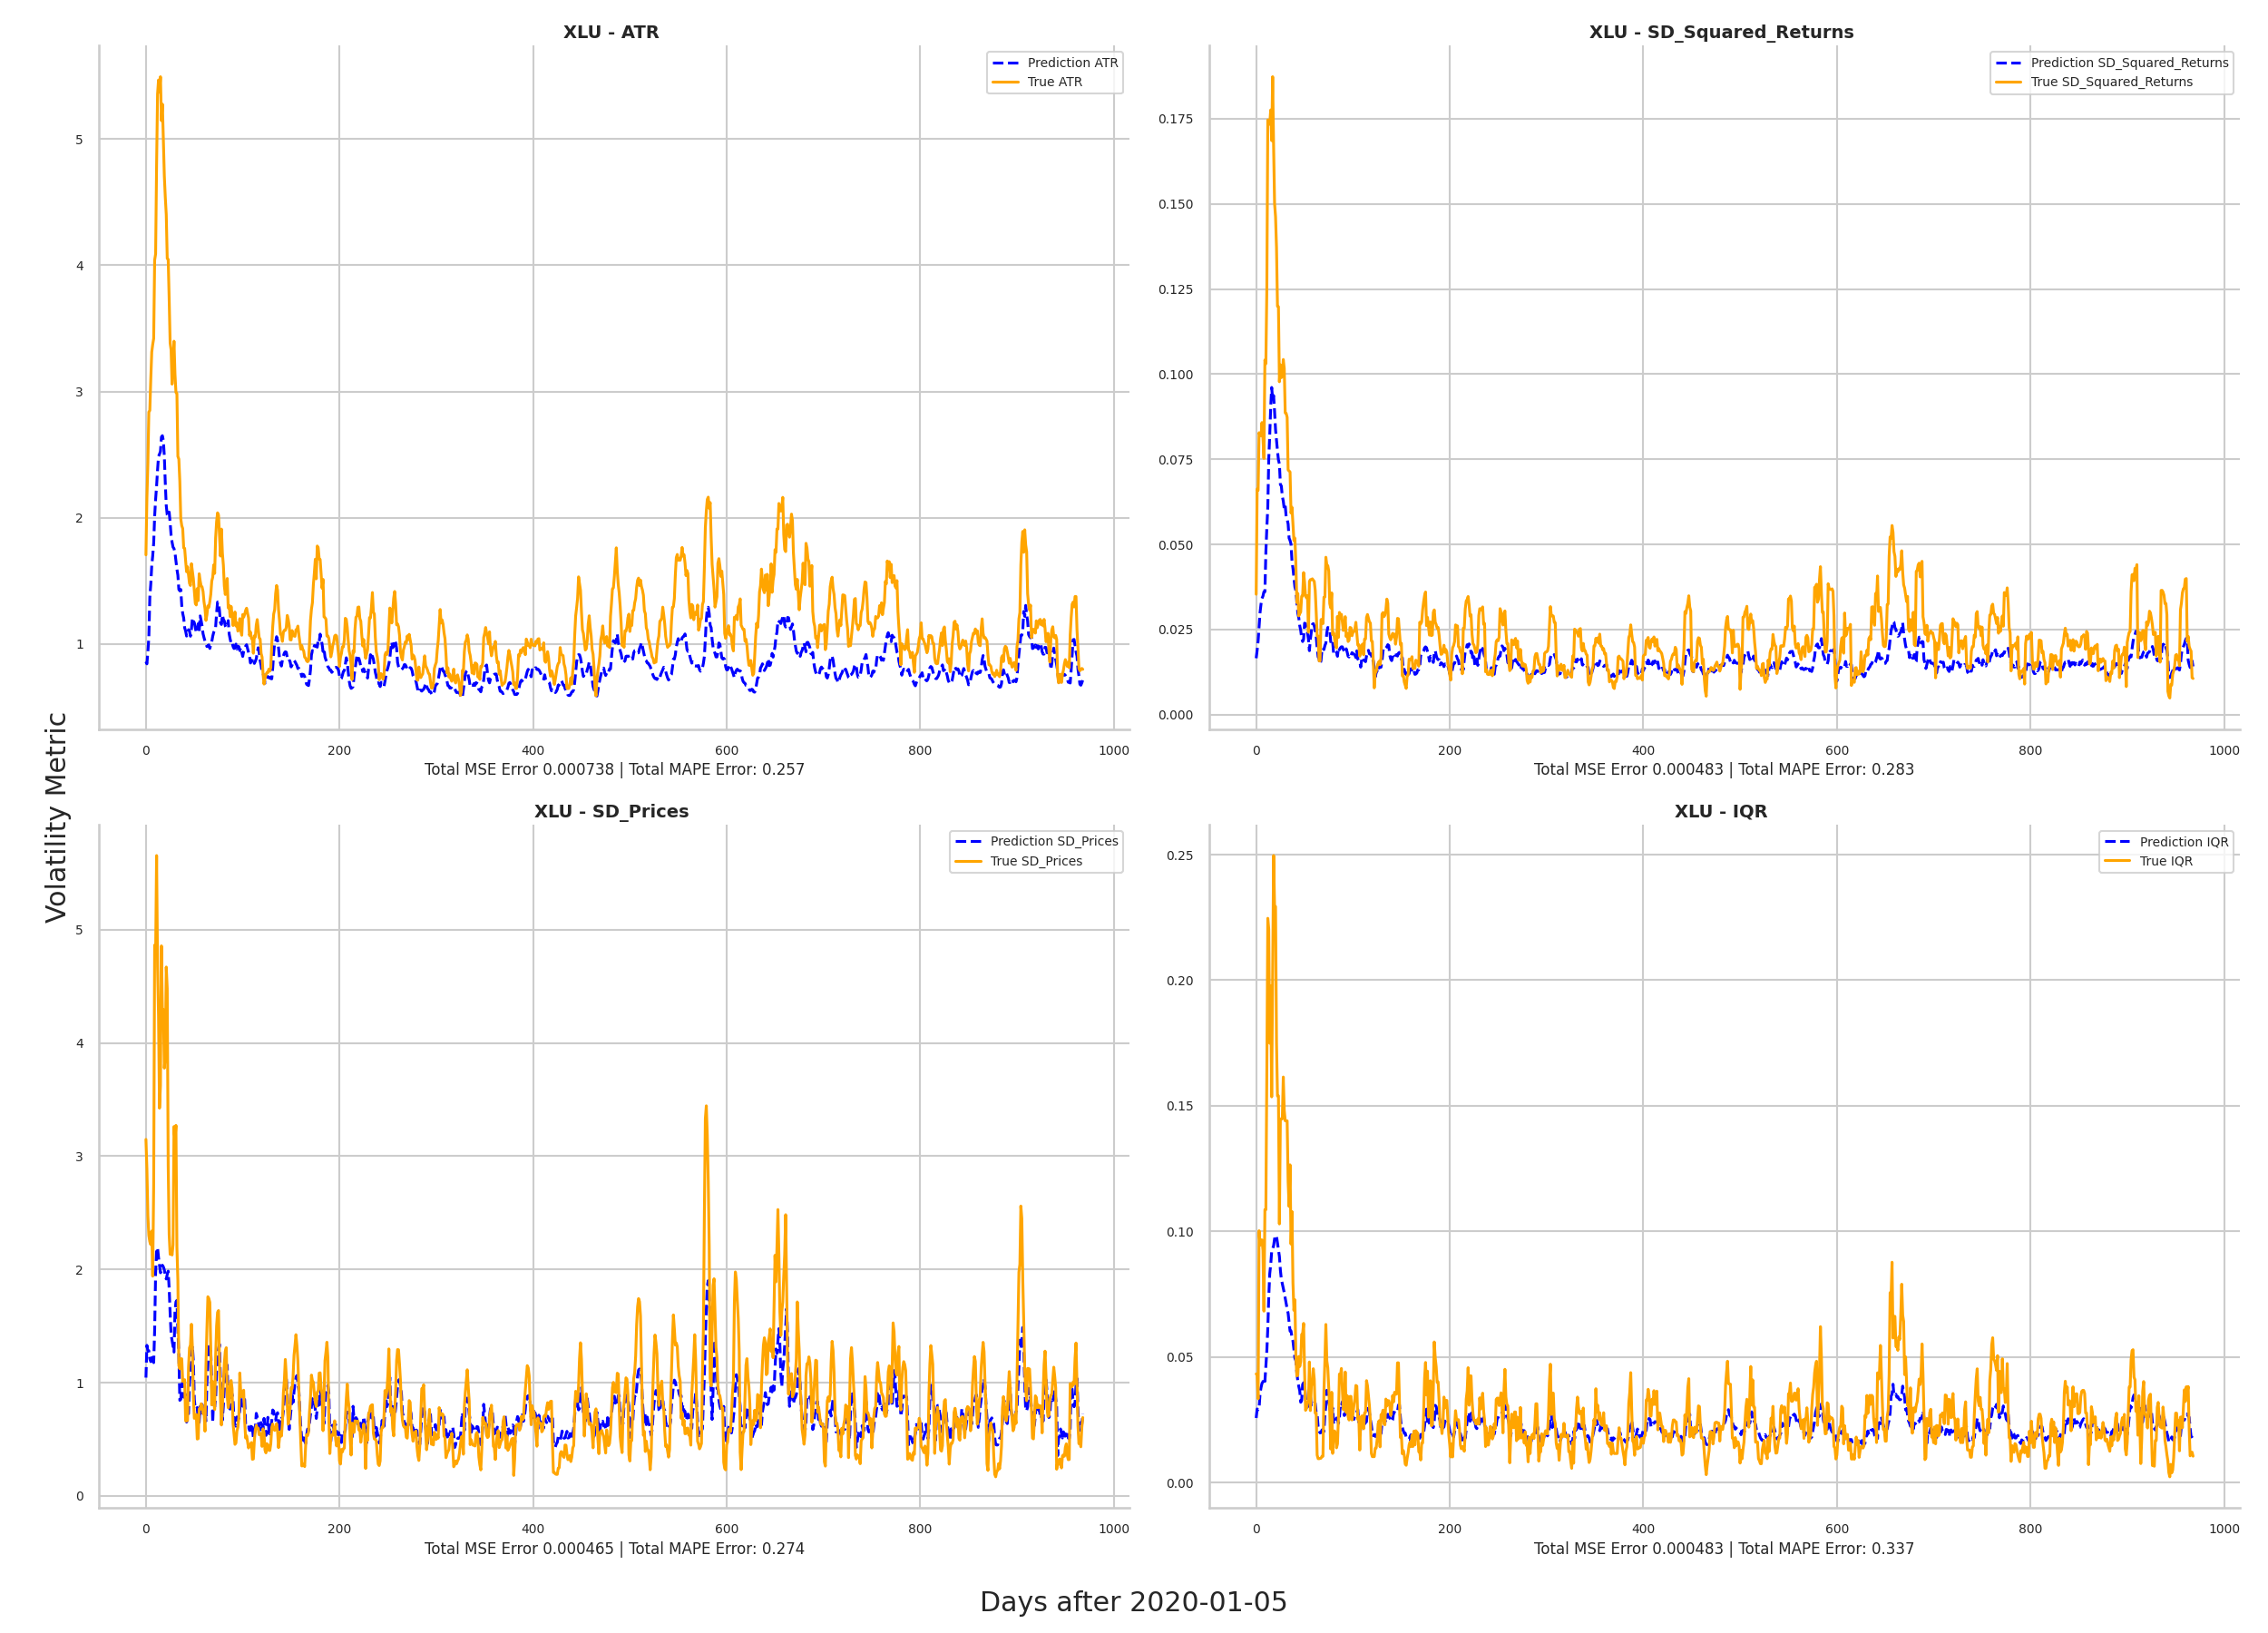 XLU - ATR
Prediction ATR
True ATR
5
4
3
2
1
0 200 400 600 800 1000
Total MSE Error 0.000738 | Total MAPE Error: 0.257
XLU - SD_Squared_Returns
Prediction SD_Squared_Returns
True SD_Squared_Returns
0.175
0.150
0.125
0.100
0.075
0.050
0.025
0.000
0 200 400 600 800 1000
Total MSE Error 0.000483 | Total MAPE Error: 0.283
Volatility Metric
XLU - SD_Prices
Prediction SD_Prices
True SD_Prices
5
4
3
2
1
0
0 200 400 600 800 1000
Total MSE Error 0.000465 | Total MAPE Error: 0.274
XLU - IQR
Prediction IQR
True IQR
0.25
0.20
0.15
0.10
0.05
0.00
0 200 400 600 800 1000
Total MSE Error 0.000483 | Total MAPE Error: 0.337
Days after 2020-01-05